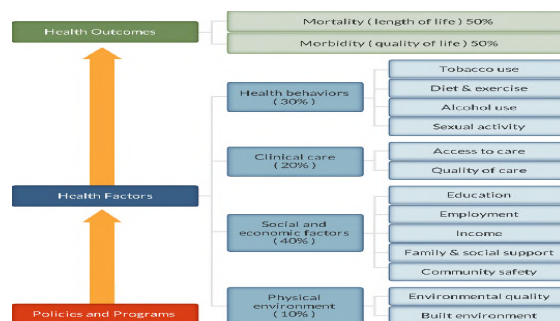 Health Outcomes
Mortality ( length of life ) 50%
Morbidity ( quality of life ) 50%
Health behaviors
( 30% )
Tobacco use
Diet & exercise
Alcohol use
Sexual activity
Clinical care
( 20% )
Access to care
Quality of care
Health Factors
Social and
economic factors
( 40% )
Education
Employment
Income
Family & social support
Community safety
Physical
environment
( 10% )
Environmental quality
Built environment
Policies and Programs